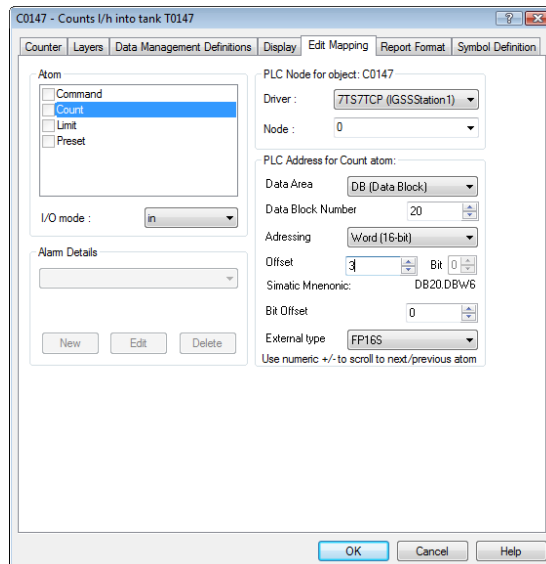 C0147 - Counts l/h into tank T0147
Counter Layers Data Management Definitions Display Edit Mapping Report Format Symbol Definition
Atom
Command
Count
Limit
Preset
I/O mode : in
Alarm Details
New Edit Delete
PLC Node for object: C0147
Driver : 7TS7TCP (IGSSStation1)
Node : 0
PLC Address for Count atom:
Data Area DB (Data Block)
Data Block Number 20
Adressing Word (16-bit)
Offset 3 Bit 0
Simatic Mnenonic: DB20.DBW6
Bit Offset 0
External type FP16S
Use numeric +/- to scroll to next/previous atom
OK Cancel Help